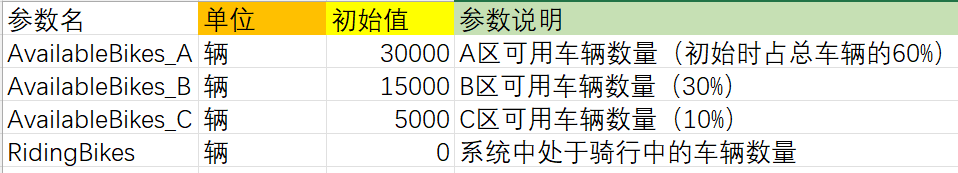 参数名 单位 初始值 参数说明
AvailableBikes_A 辆 30000 A区可用车辆数量（初始时占总车辆的60%）
AvailableBikes_B 辆 15000 B区可用车辆数量（30%）
AvailableBikes_C 辆 5000 C区可用车辆数量（10%）
RidingBikes 辆 0 系统中处于骑行中的车辆数量